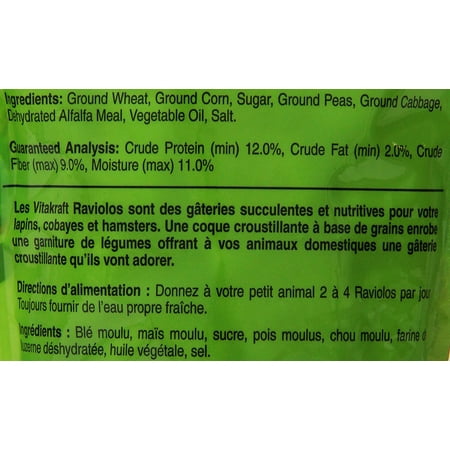 Ingredients: Ground Wheat, Ground Corn, Sugar, Ground Peas, Ground Cabbage,
Dehydrated Alfalfa Meal, Vegetable Oil, Salt.
Guaranteed Analysis: Crude Protein (min) 12.0%, Crude Fat (min) 2.0%, Crude
Fiber (max) 9.0%, Moisture (max) 11.0%
Les Vitakraft Raviolos sont des gâteries succulentes et nutritives pour votre
lapins, cobayes et hamsters. Une coque croustillante à base de grains enrobe
une garniture de légumes offrant à vos animaux domestiques une gâterie
croustillante qu'ils vont adorer.
Directions d'alimentation : Donnez à votre petit animal 2 à 4 Raviolos par jour
Toujours fournir de l'eau propre fraîche.
Ingrédients : Blé moulu, maïs moulu, sucre, pois moulus, chou moulu, farine d
luzerne déshydratée, huile végétale, sel.